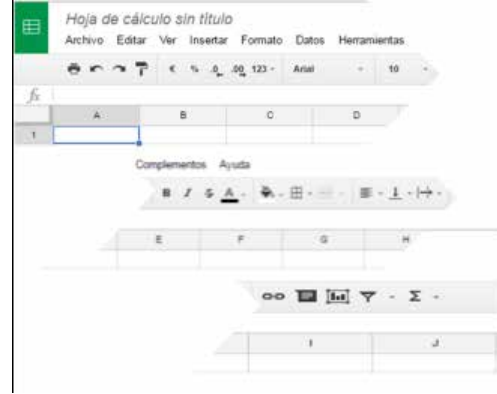 Hoja de cálculo sin título
Archivo Editar Ver Insertar Formato Datos Herramientas
€ % .0 .00 123 Arial 10
fx
A B C D
1
Complementos Ayuda
B I S A
E F G H
Σ
I J